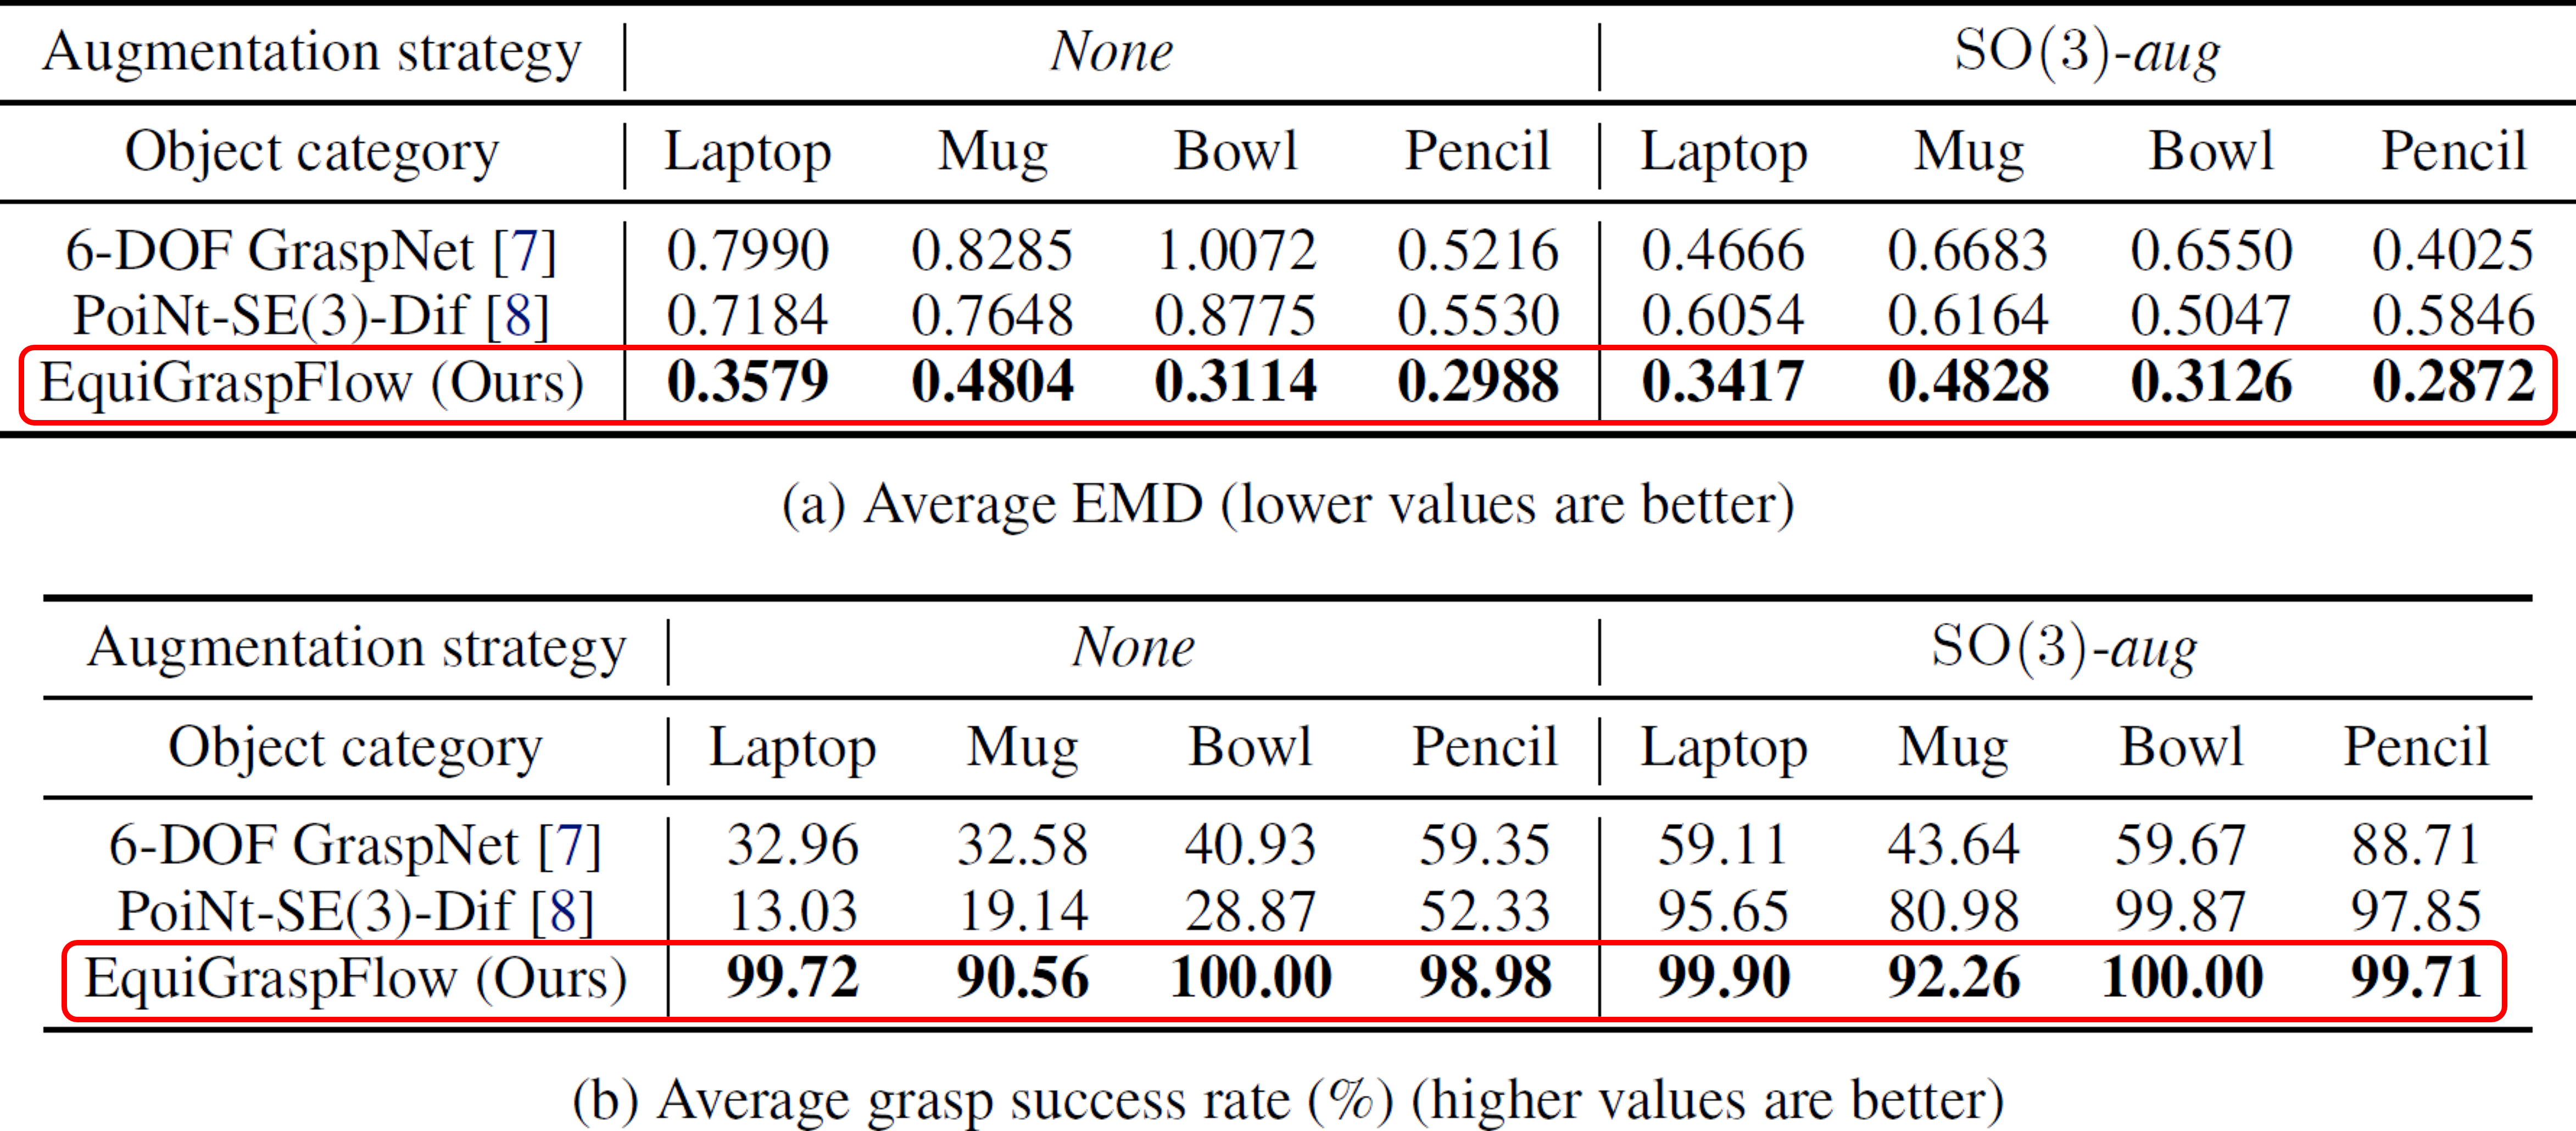 Augmentation strategy None SO(3)-aug
Object category Laptop Mug Bowl Pencil Laptop Mug Bowl Pencil
6-DOF GraspNet [7] 0.7990 0.8285 1.0072 0.5216 0.4666 0.6683 0.6550 0.4025
PoiNt-SE(3)-Dif [8] 0.7184 0.7648 0.8775 0.5530 0.6054 0.6164 0.5047 0.5846
EquiGraspFlow (Ours) 0.3579 0.4804 0.3114 0.2988 0.3417 0.4828 0.3126 0.2872
(a) Average EMD (lower values are better)
Augmentation strategy None SO(3)-aug
Object category Laptop Mug Bowl Pencil Laptop Mug Bowl Pencil
6-DOF GraspNet [7] 32.96 32.58 40.93 59.35 59.11 43.64 59.67 88.71
PoiNt-SE(3)-Dif [8] 13.03 19.14 28.87 52.33 95.65 80.98 99.87 97.85
EquiGraspFlow (Ours) 99.72 90.56 100.00 98.98 99.90 92.26 100.00 99.71
(b) Average grasp success rate (%) (higher values are better)